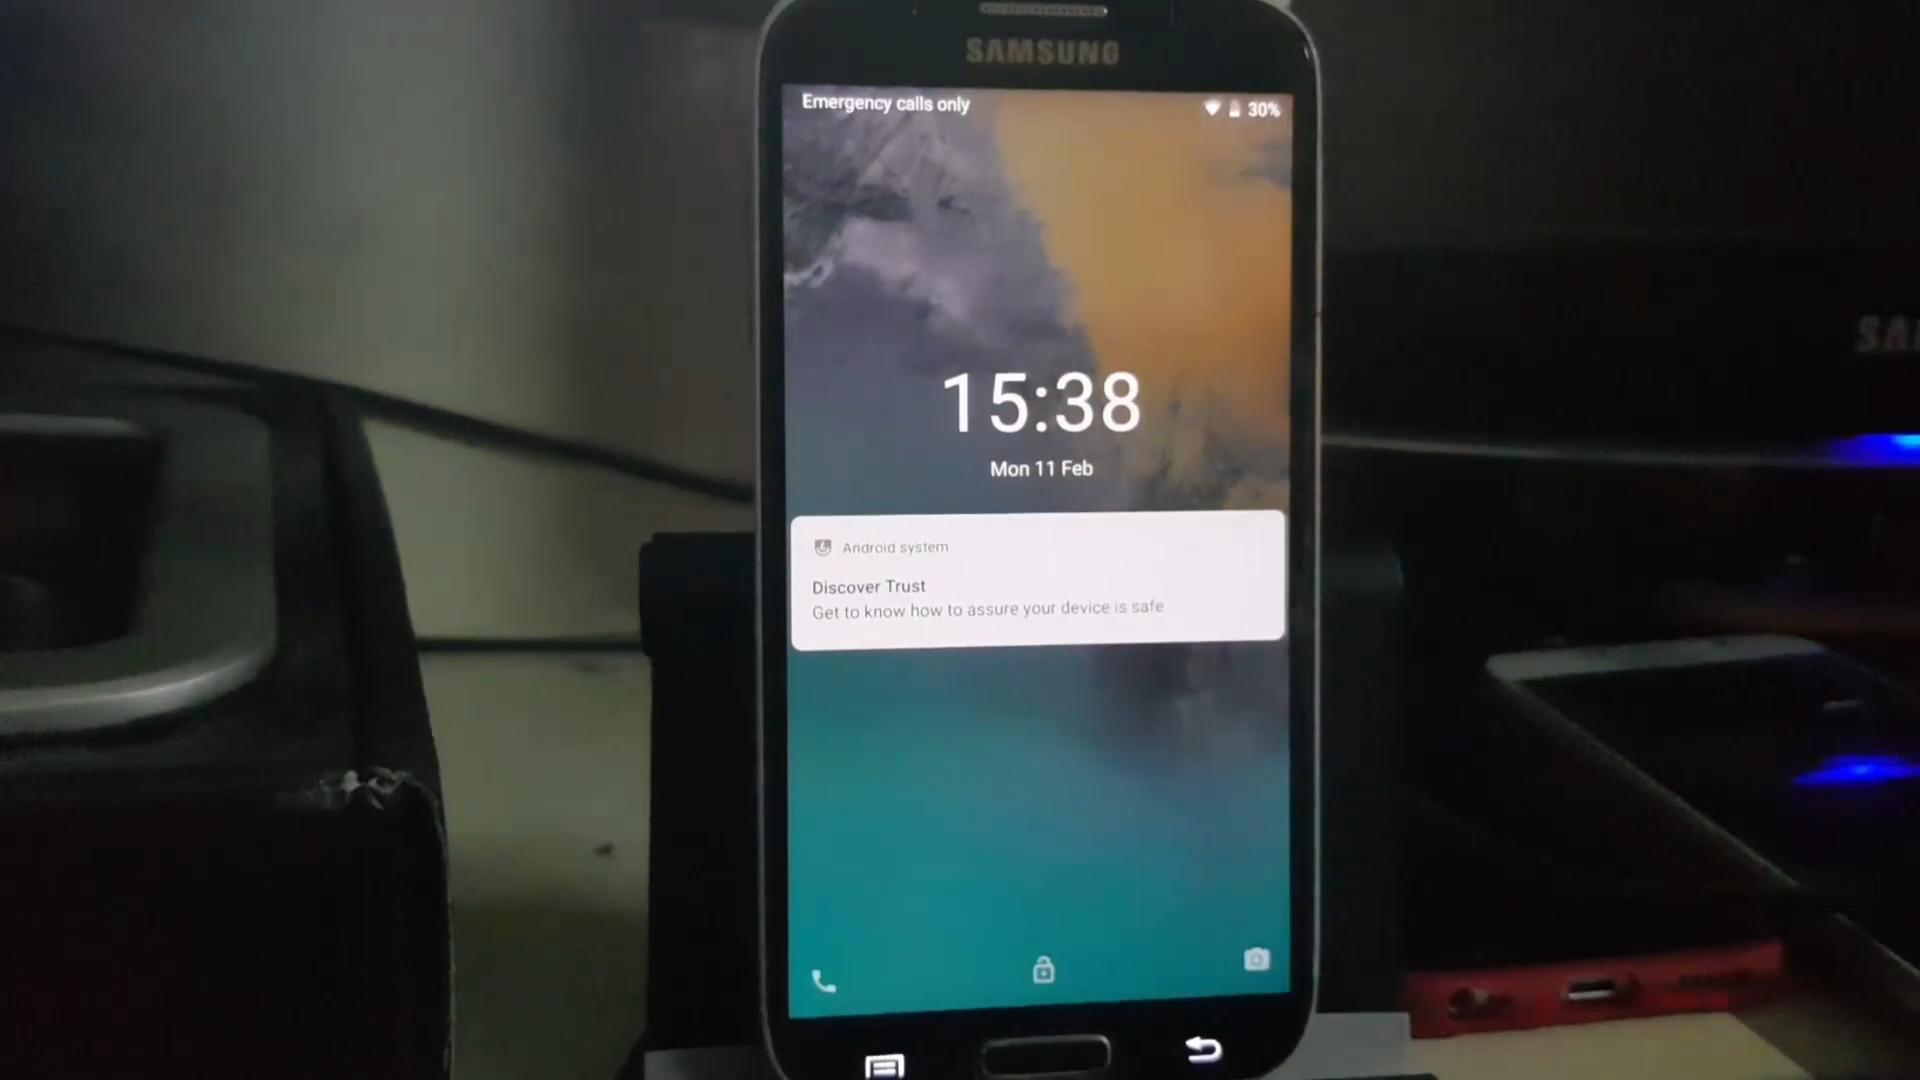 SAMSUNG
Emergency calls only
30%
15:38
Mon 11 Feb
Android system
Discover Trust
Get to know how to assure your device is safe